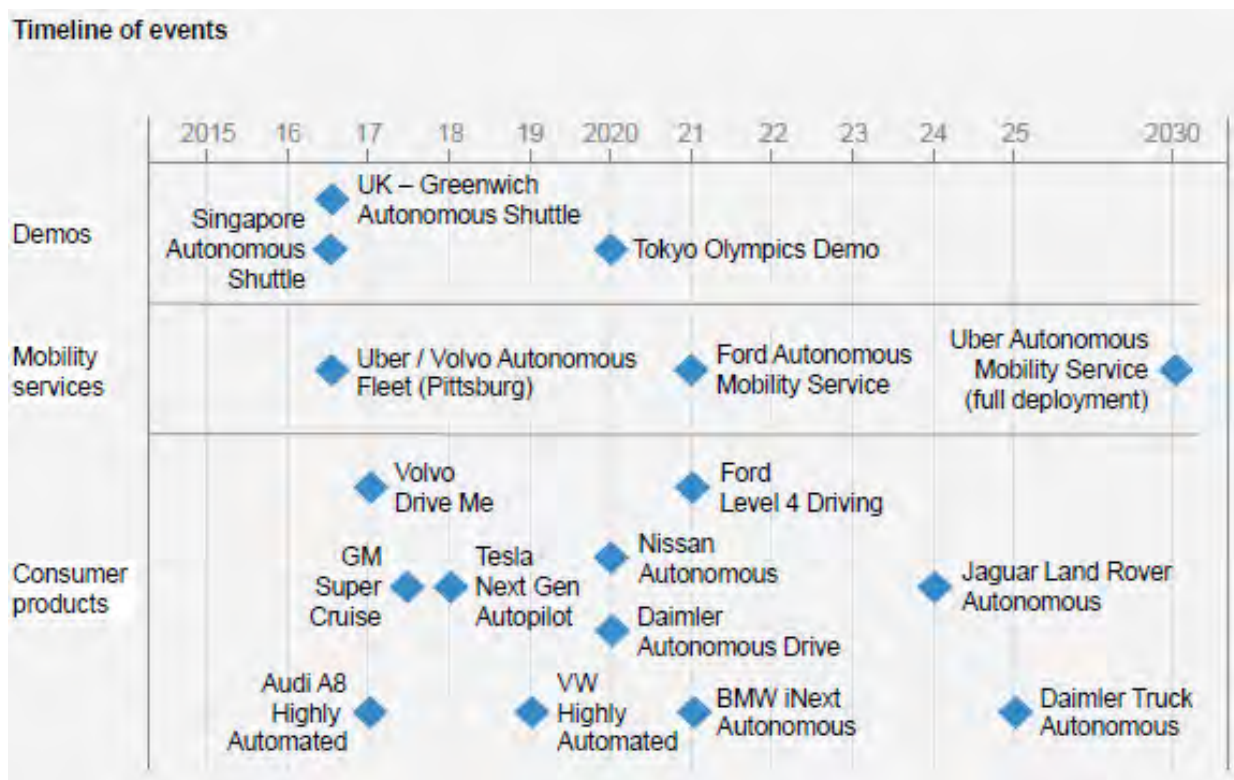 Timeline of events
2015 16 17 18 19 2020 21 22 23 24 25 2030
Demos
UK – Greenwich
Autonomous Shuttle
Singapore
Autonomous
Shuttle
Tokyo Olympics Demo
Mobility
services
Uber / Volvo Autonomous
Fleet (Pittsburg)
Ford Autonomous
Mobility Service
Uber Autonomous
Mobility Service
(full deployment)
Consumer
products
Volvo
Drive Me
Ford
Level 4 Driving
GM
Super
Cruise
Tesla
Next Gen
Autopilot
Nissan
Autonomous
Daimler
Autonomous Drive
Jaguar Land Rover
Autonomous
Audi A8
Highly
Automated
VW
Highly
Automated
BMW iNext
Autonomous
Daimler Truck
Autonomous